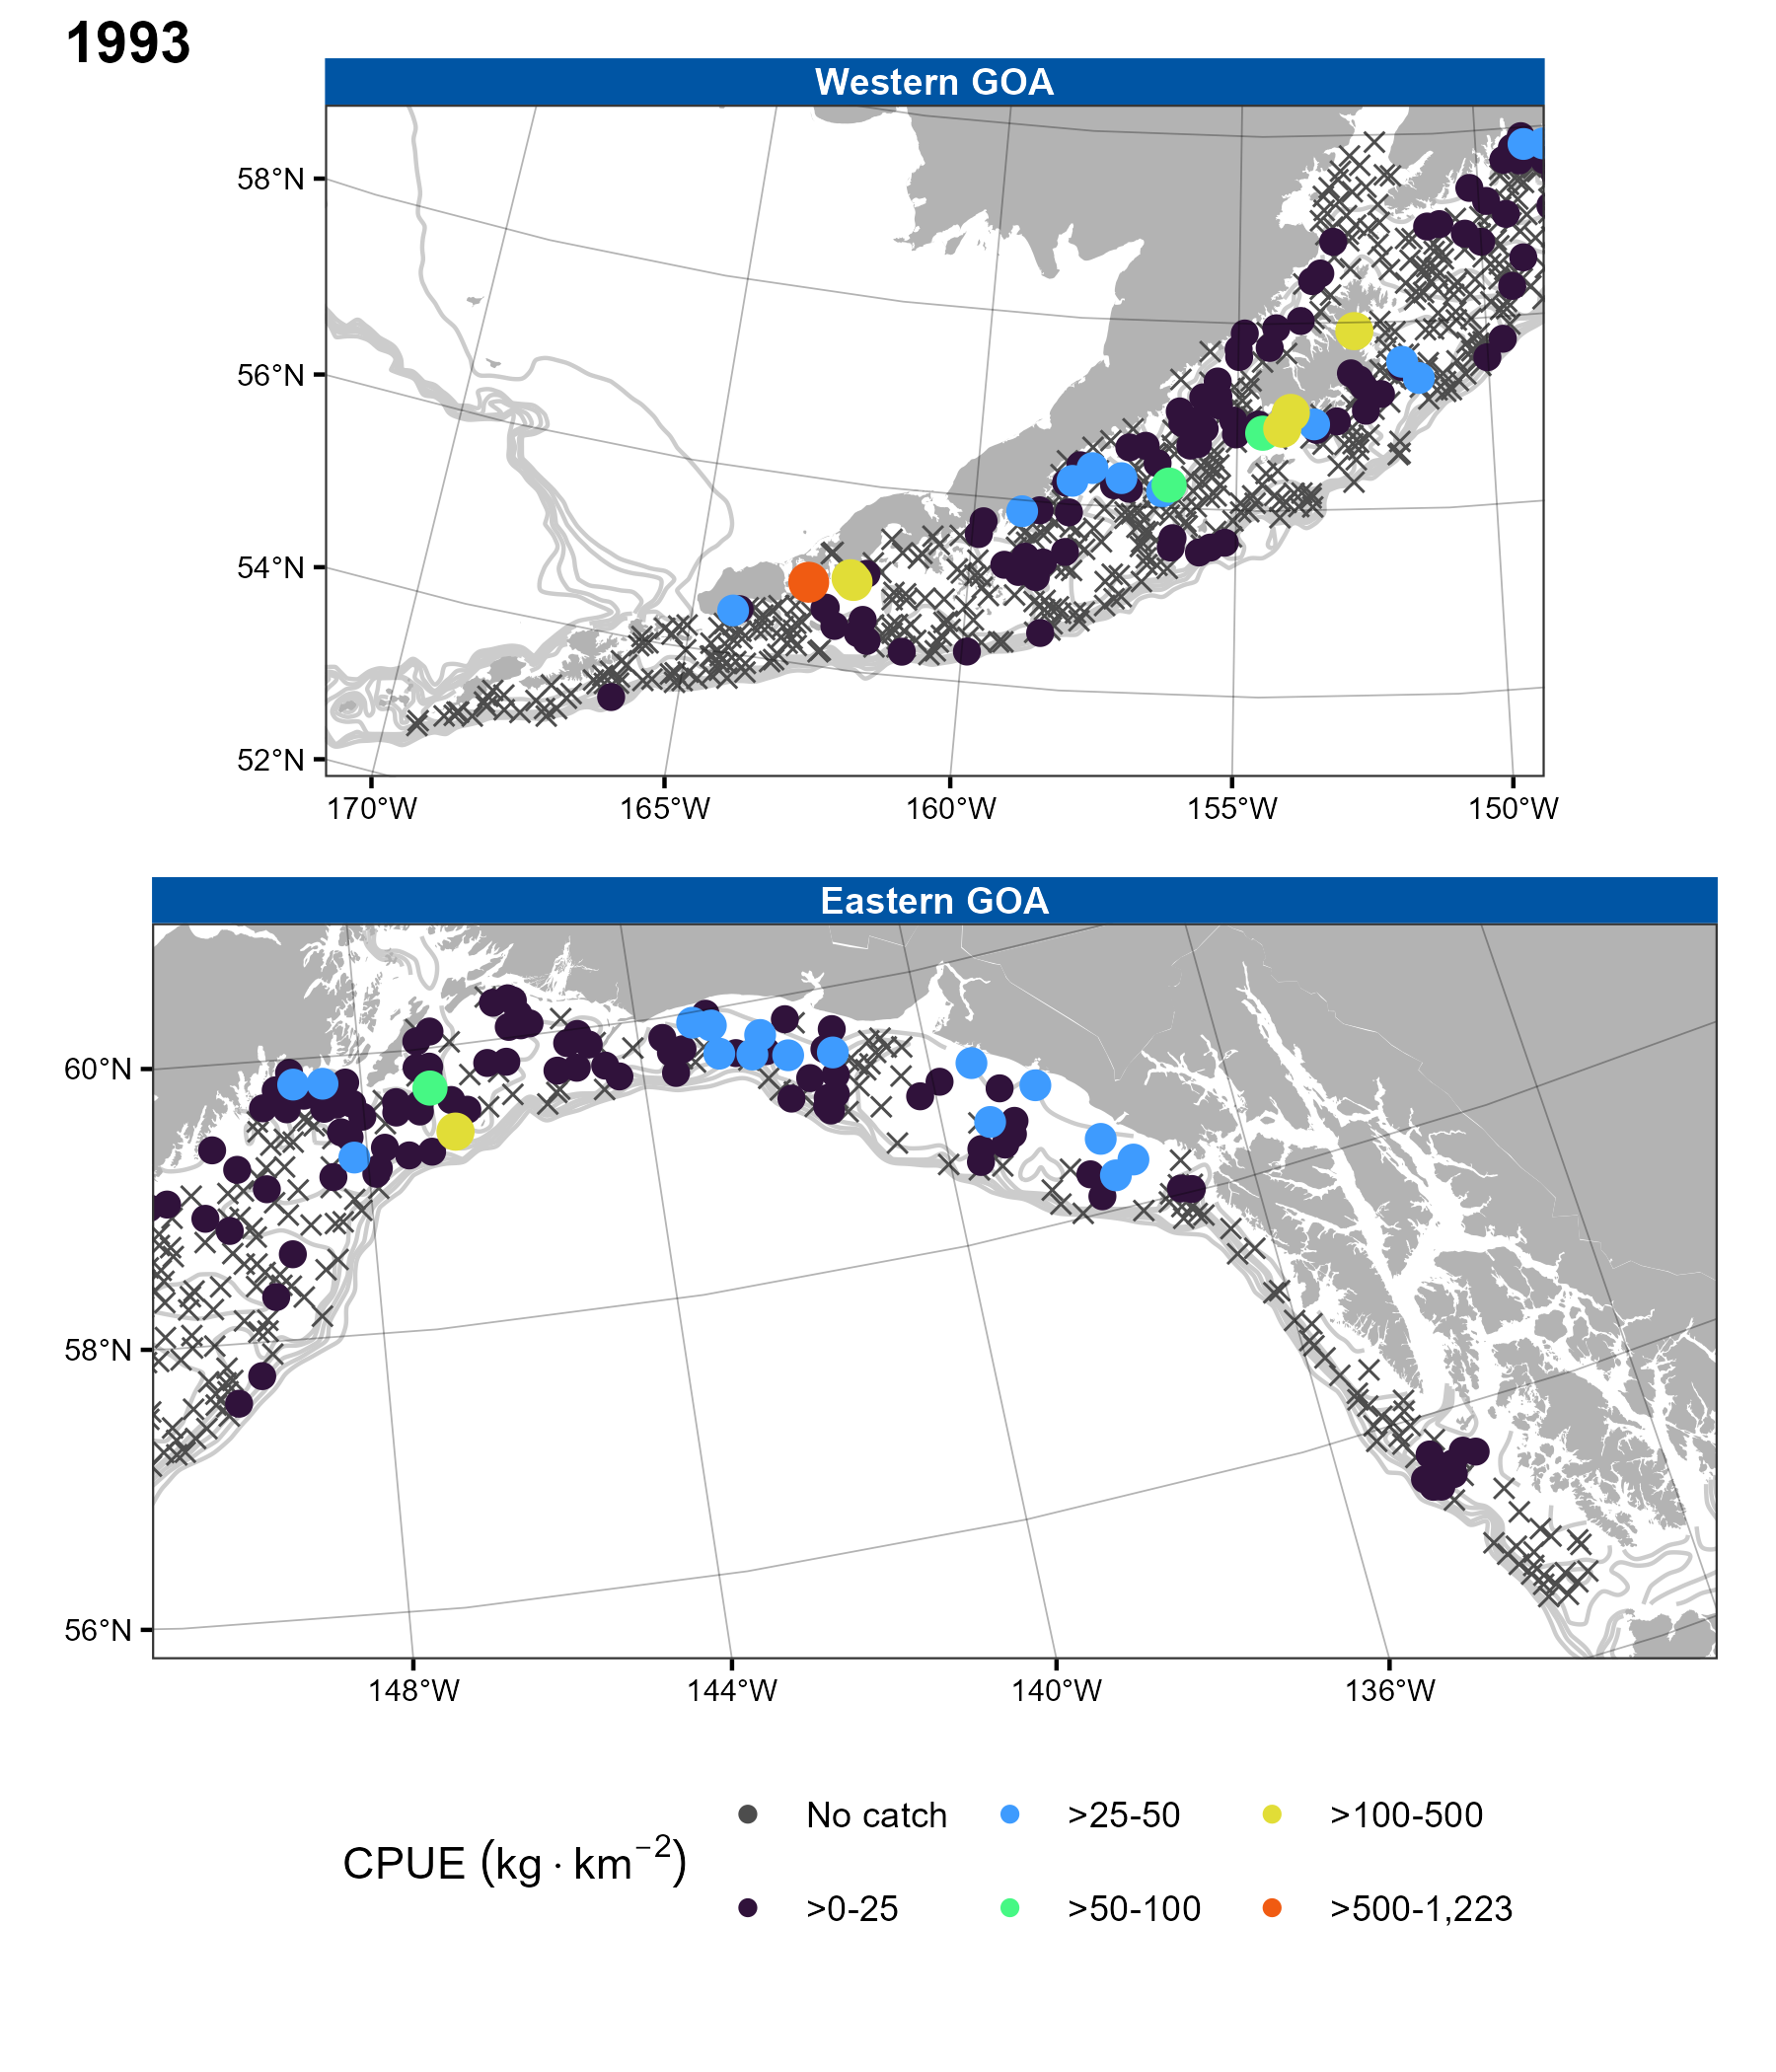 1993
Western GOA
58°N
56°N
54°N
52°N
170°W 165°W 160°W 155°W 150°W
Eastern GOA
60°N
58°N
56°N
148°W 144°W 140°W 136°W
CPUE (kg · km⁻²)
No catch >25-50 >100-500
>0-25 >50-100 >500-1,223